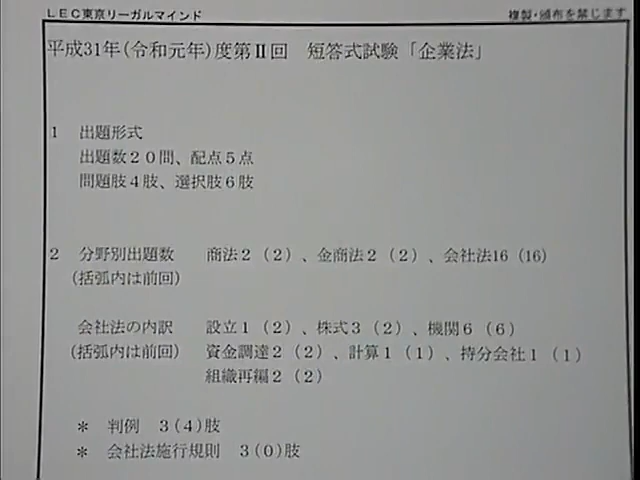 LEC東京リーガルマインド 複製・頒布を禁じます
平成31年(令和元年)度第Ⅱ回 短答式試験「企業法」
1 出題形式
出題数20問、配点5点
問題肢4肢、選択肢6肢
2 分野別出題数 商法2(2)、金商法2(2)、会社法16(16)
(括弧内は前回)
会社法の内訳 設立1(2)、株式3(2)、機関6(6)
(括弧内は前回) 資金調達2(2)、計算1(1)、持分会社1(1)
組織再編2(2)
* 判例 3(4)肢
* 会社法施行規則 3(0)肢